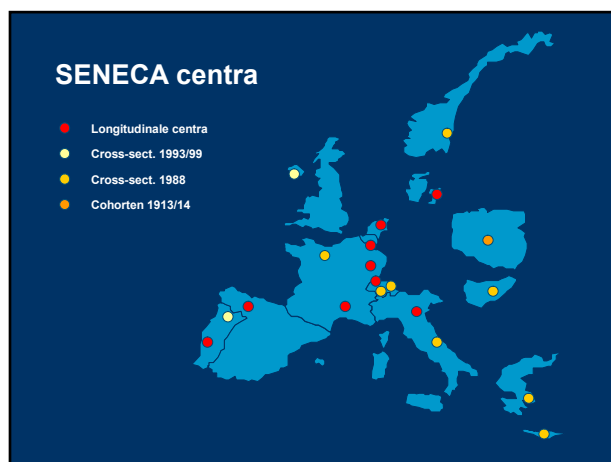 SENECA centra
Longitudinale centra
Cross-sect. 1993/99
Cross-sect. 1988
Cohorten 1913/14